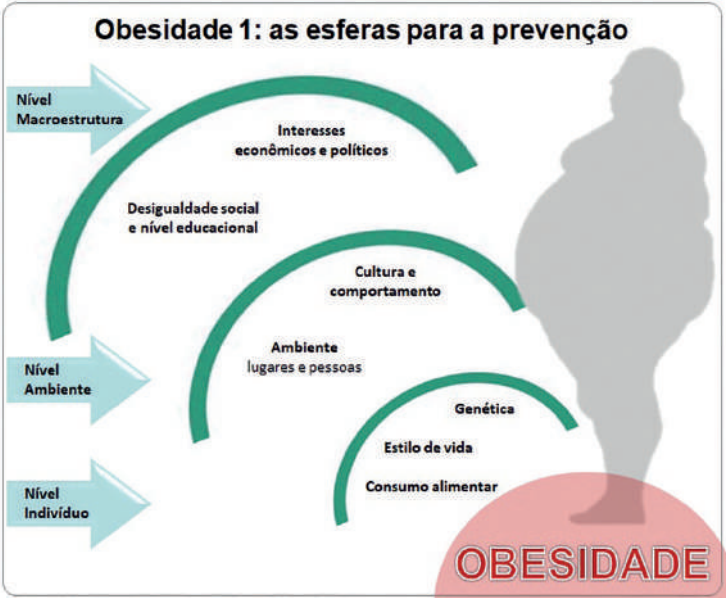 Obesidade 1: as esferas para a prevenção
Nível
Macroestrutura
Interesses
econômicos e políticos
Desigualdade social
e nível educacional
Cultura e
comportamento
Ambiente
lugares e pessoas
Nível
Ambiente
Genética
Estilo de vida
Consumo alimentar
Nível
Indivíduo
OBESIDADE